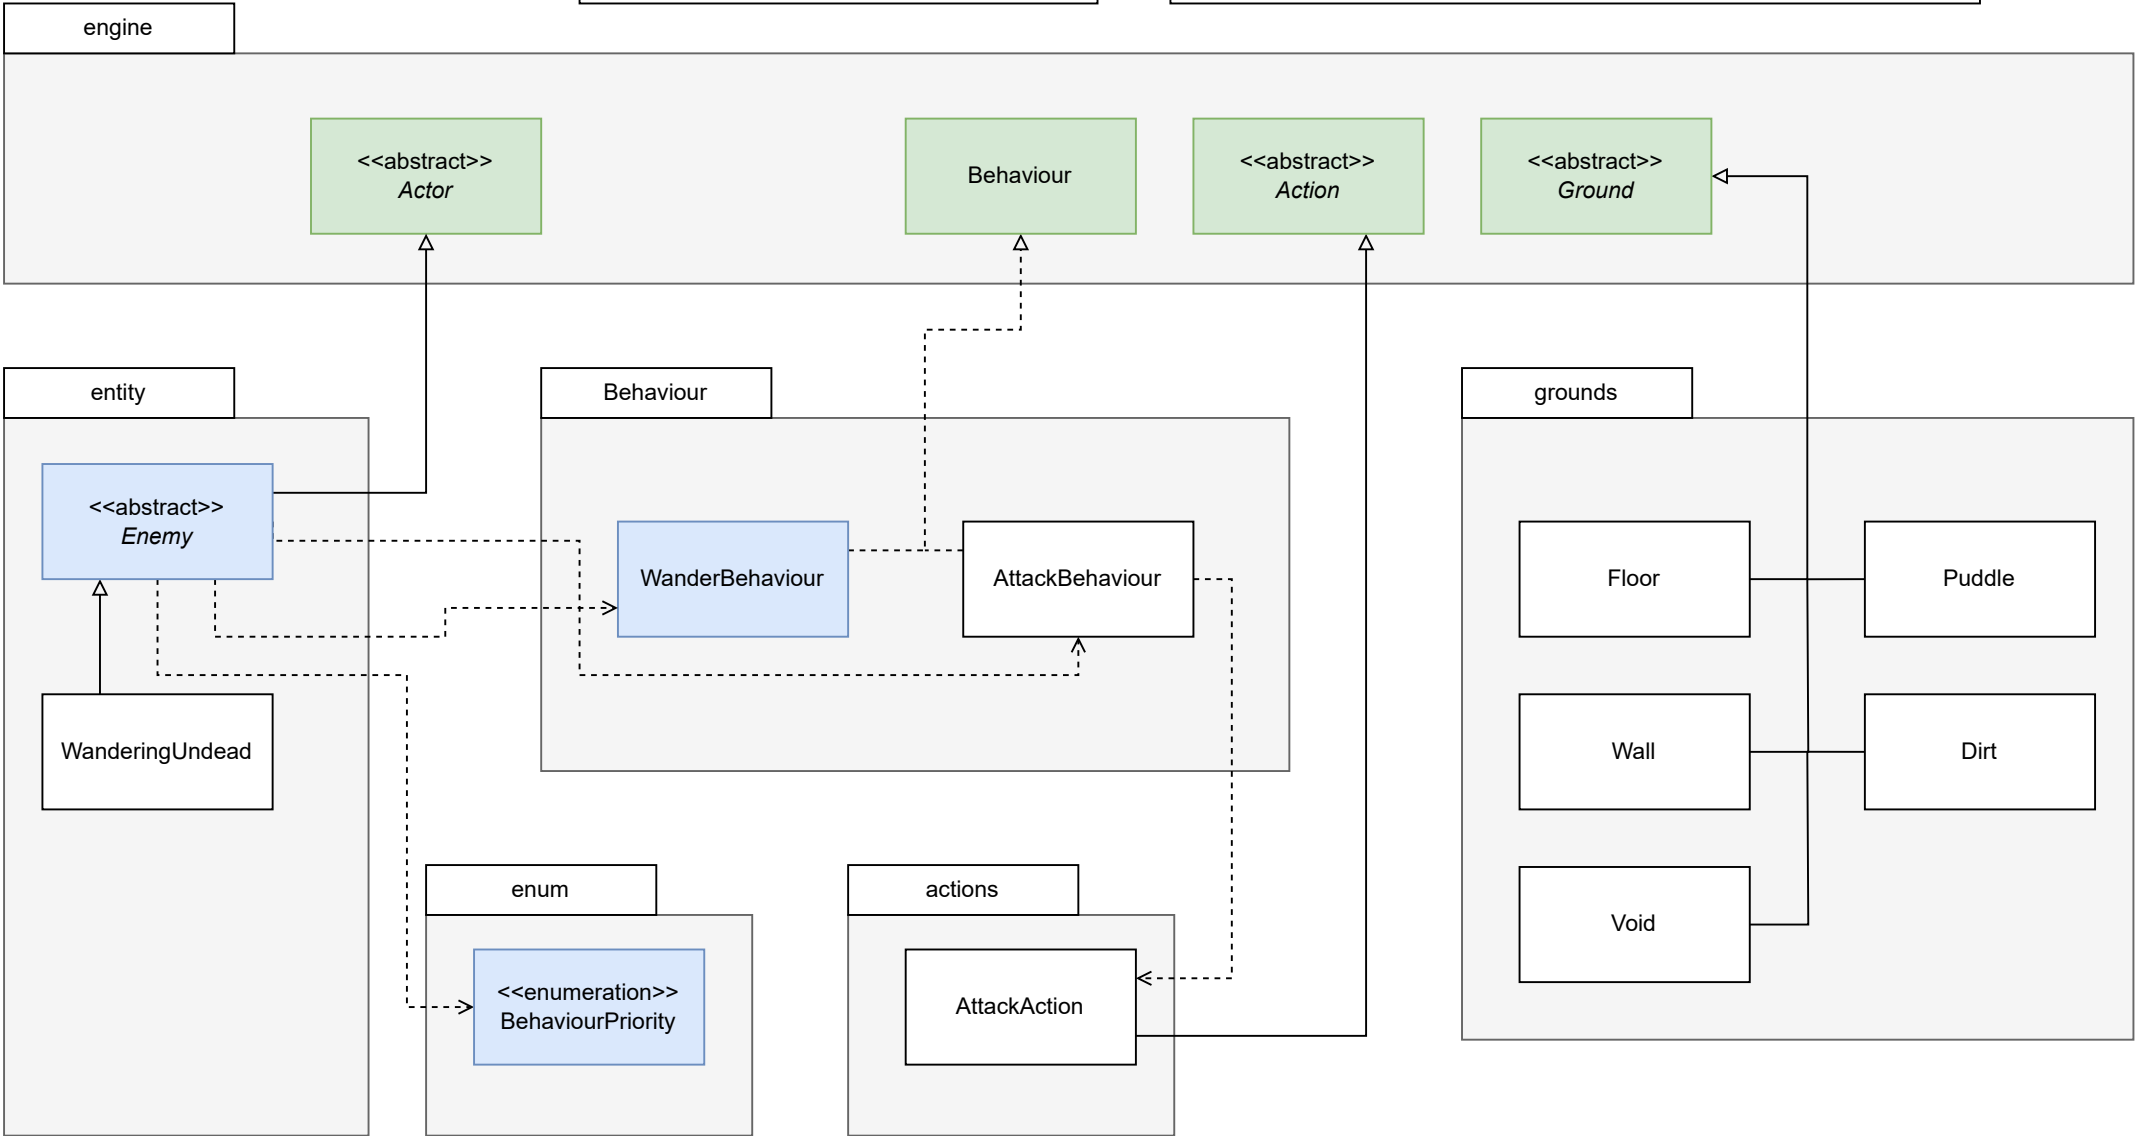 engine
<<abstract>>
Actor
Behaviour
<<abstract>>
Action
<<abstract>>
Ground
entity
Behaviour
grounds
<<abstract>>
Enemy
WanderBehaviour
AttackBehaviour
Floor
Puddle
WanderingUndead
Wall
Dirt
enum
actions
Void
<<enumeration>>
BehaviourPriority
AttackAction